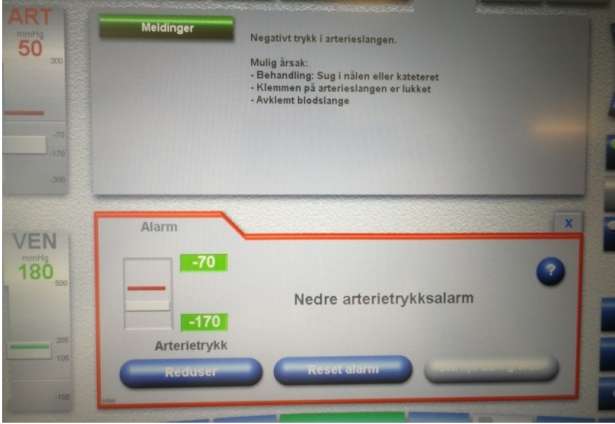 ART
mmHg
50
300
-70
-170
-300
Meldinger
Negativt trykk i arterieslangen.
Mulig årsak:
- Behandling: Sug i nålen eller kateteret
- Klemmen på arterieslangen er lukket
- Avklemt blodslange
VEN
mmHg
180
500
205
105
-100
Alarm
X
-70
?
Nedre arterietrykksalarm
-170
Arterietrykk
Reduser
Reset alarm